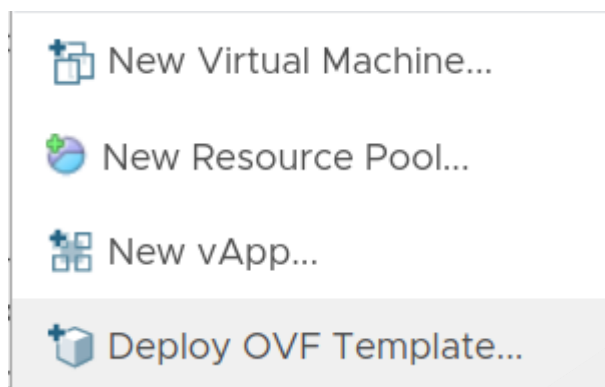 New Virtual Machine...
New Resource Pool...
New vApp...
Deploy OVF Template...